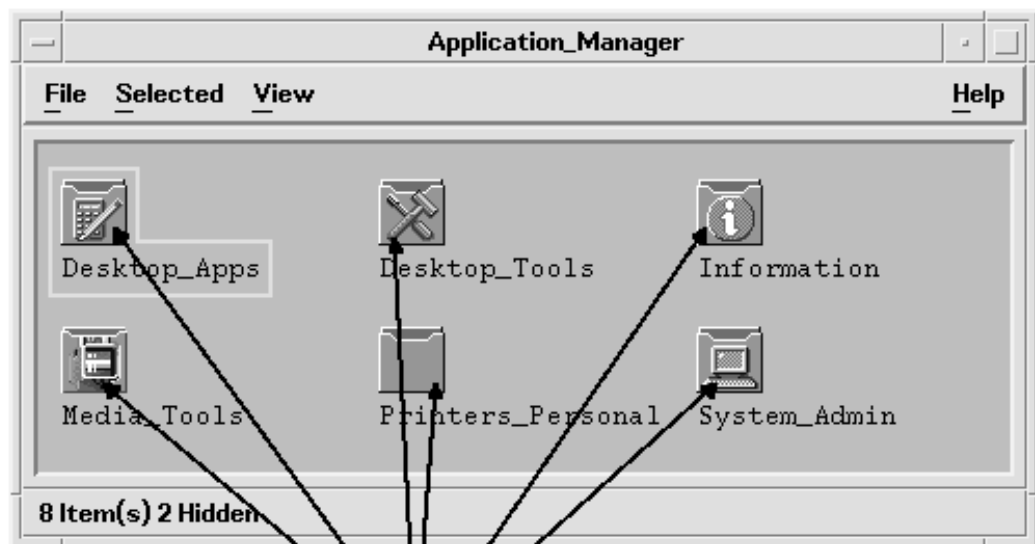 Application_Manager
File Selected View Help
Desktop_Apps Desktop_Tools Information
Media_Tools Printers_Personal System_Admin
8 Item(s) 2 Hidden